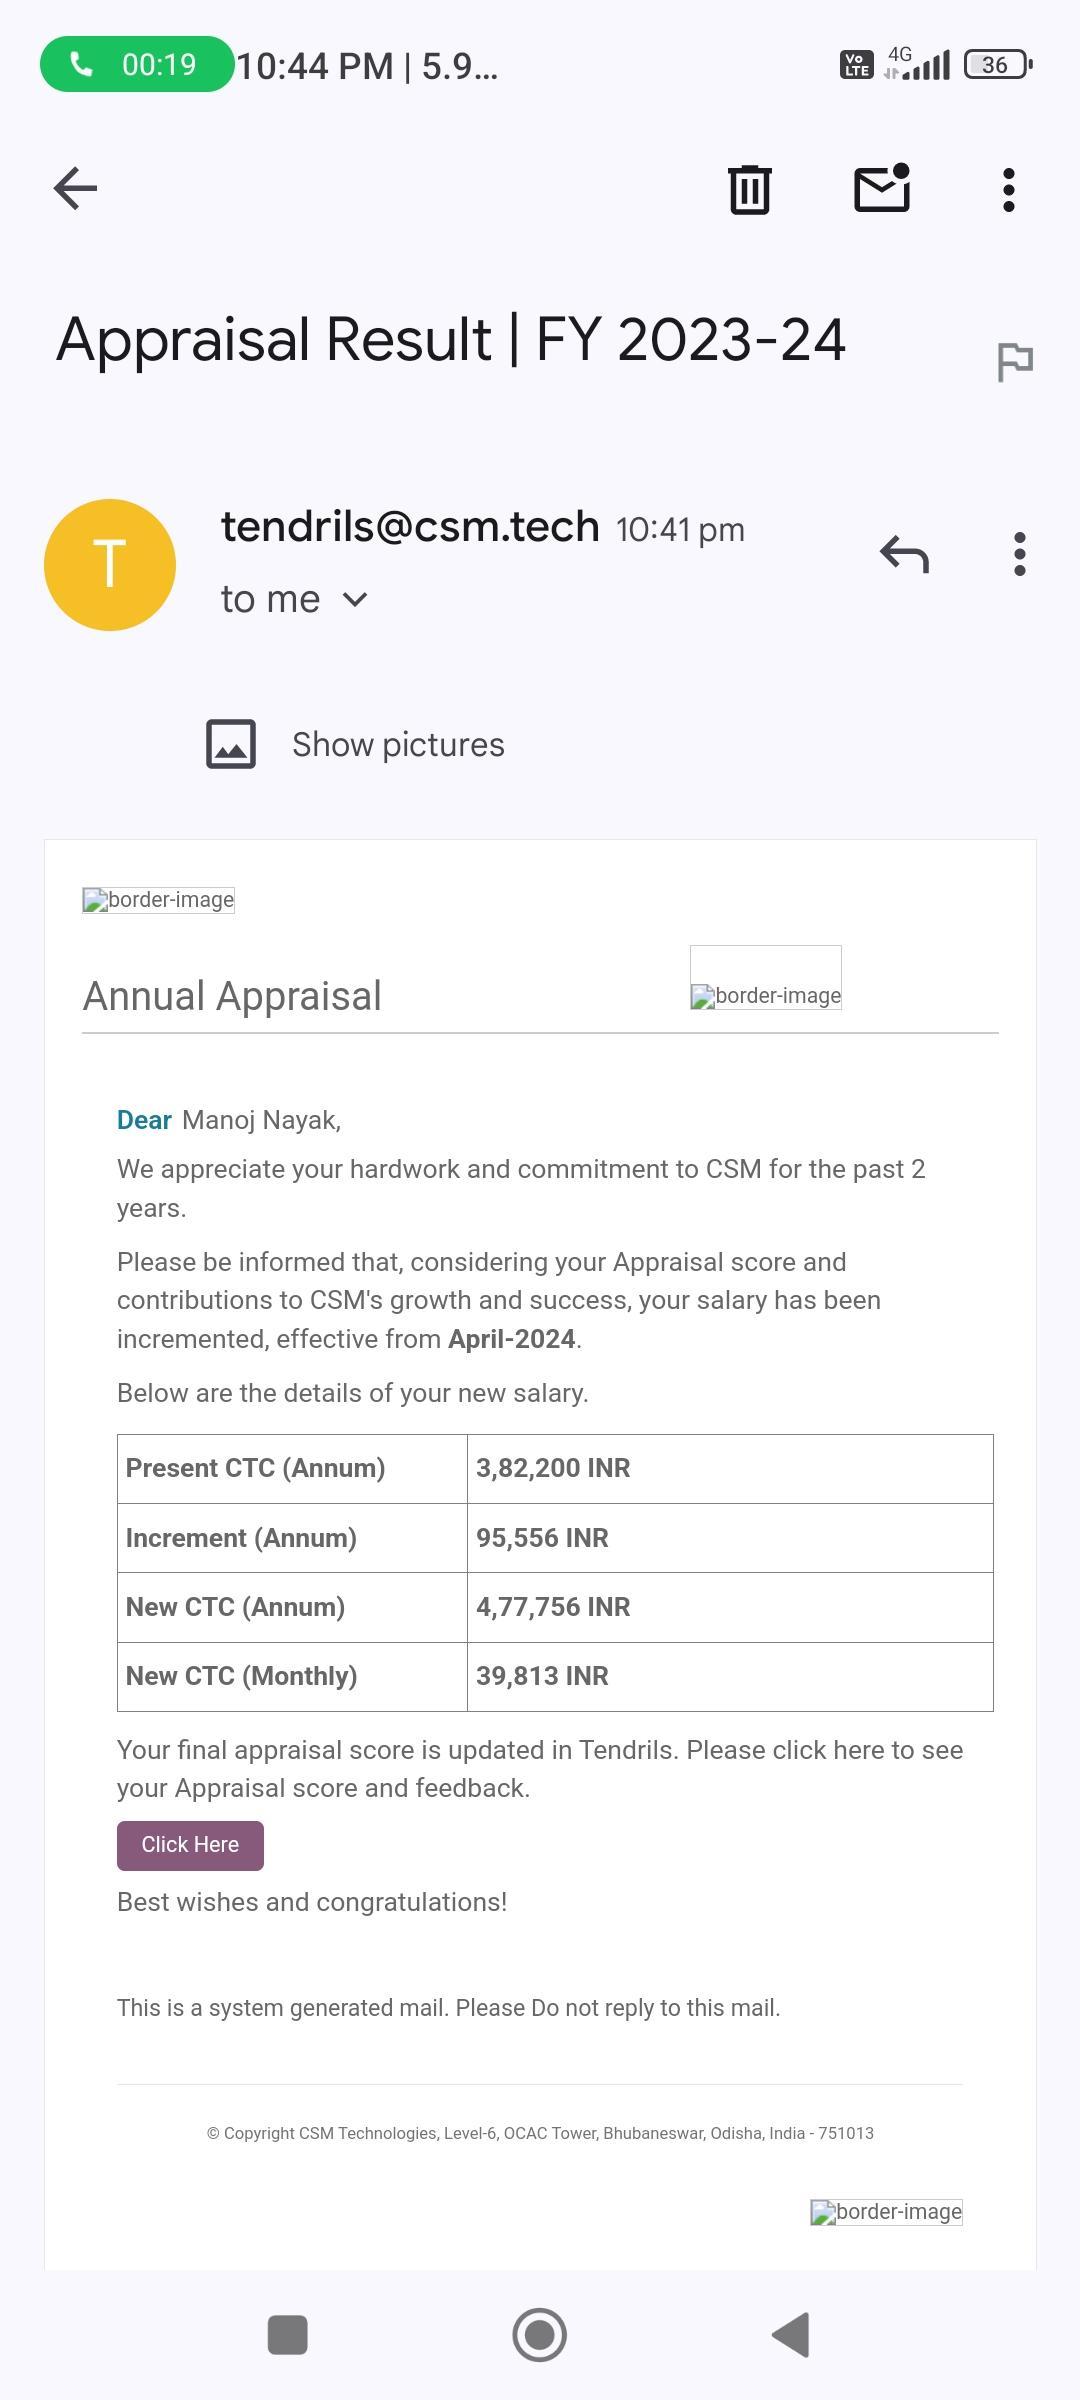 00:19 10:44 PM | 5.9... Vo LTE 4G 36
Appraisal Result | FY 2023-24
T
tendrils@csm.tech 10:41 pm
to me
Show pictures
border-image
border-image
Annual Appraisal
Dear Manoj Nayak,
We appreciate your hardwork and commitment to CSM for the past 2
years.
Please be informed that, considering your Appraisal score and
contributions to CSM's growth and success, your salary has been
incremented, effective from April-2024.
Below are the details of your new salary.
Present CTC (Annum) 3,82,200 INR
Increment (Annum) 95,556 INR
New CTC (Annum) 4,77,756 INR
New CTC (Monthly) 39,813 INR
Your final appraisal score is updated in Tendrils. Please click here to see
your Appraisal score and feedback.
Click Here
Best wishes and congratulations!
This is a system generated mail. Please Do not reply to this mail.
© Copyright CSM Technologies, Level-6, OCAC Tower, Bhubaneswar, Odisha, India - 751013
border-image